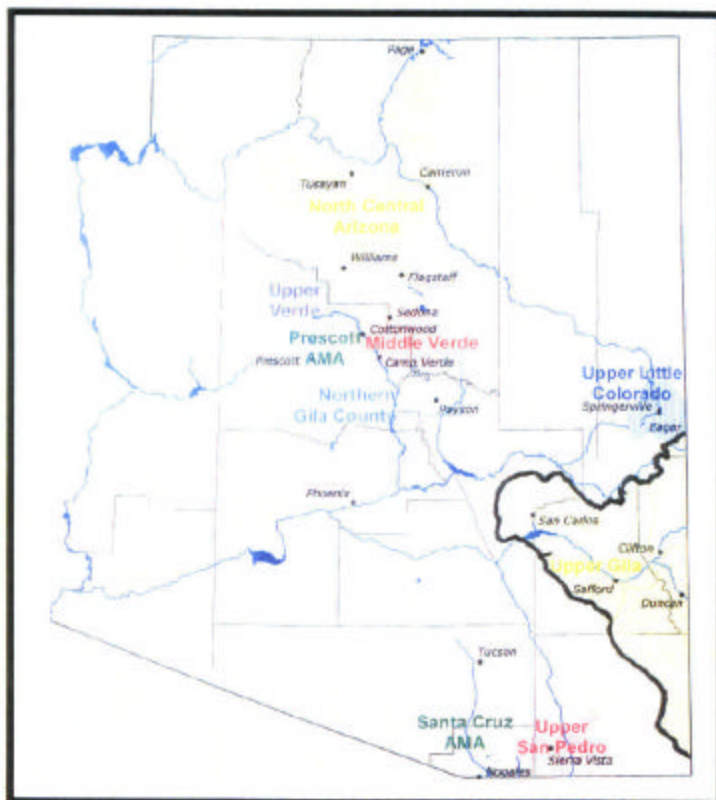 Page
Tusayan
Cameron
North Central
Arizona
Williams
Flagstaff
Upper
Verde
Sedona
Cottonwood
Prescott
AMA
Middle Verde
Prescott
Camp Verde
Northern
Gila County
Payson
Upper Little
Colorado
Springerville
Eager
Phoenix
San Carlos
Clifton
Upper Gila
Safford
Duncan
Tucson
Santa Cruz
AMA
Upper
San Pedro
Sierra Vista
Nogales